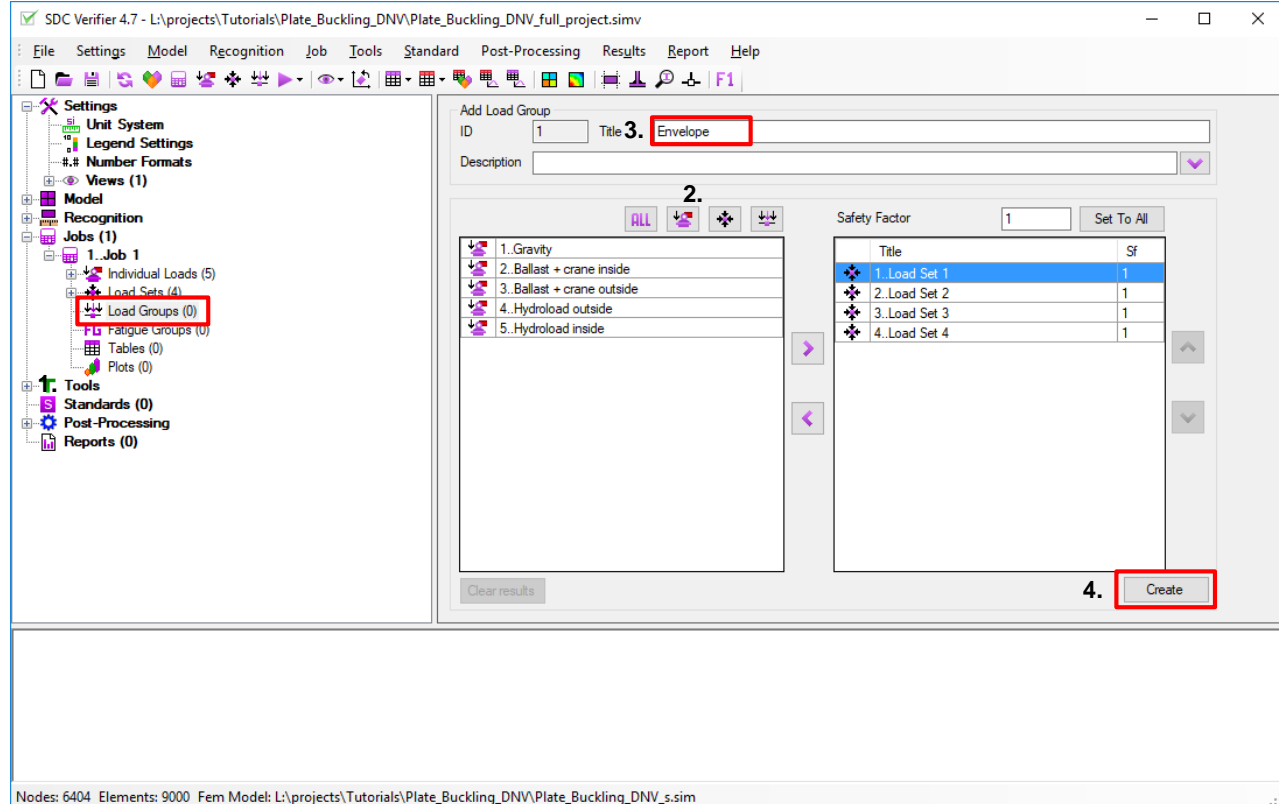 SDC Verifier 4.7 - L:\projects\Tutorials\Plate_Buckling_DNV\Plate_Buckling_DNV_full_project.simv
File Settings Model Recognition Job Tools Standard Post-Processing Results Report Help
F1
Settings
Unit System
Legend Settings
#.# Number Formats
Views (1)
Model
Recognition
Jobs (1)
1..Job 1
Individual Loads (5)
Load Sets (4)
Load Groups (0)
FG Fatigue Groups (0)
Tables (0)
Plots (0)
Tools
S Standards (0)
Post-Processing
Reports (0)
Add Load Group
ID 1 Title 3. Envelope
Description
2.
ALL
1..Gravity
2..Ballast + crane inside
3..Ballast + crane outside
4..Hydroload outside
5..Hydroload inside
Clear results
Safety Factor 1 Set To All
Title Sf
1..Load Set 1 1
2..Load Set 2 1
3..Load Set 3 1
4..Load Set 4 1
4. Create
Nodes: 6404 Elements: 9000 Fem Model: L:\projects\Tutorials\Plate_Buckling_DNV\Plate_Buckling_DNV_s.sim